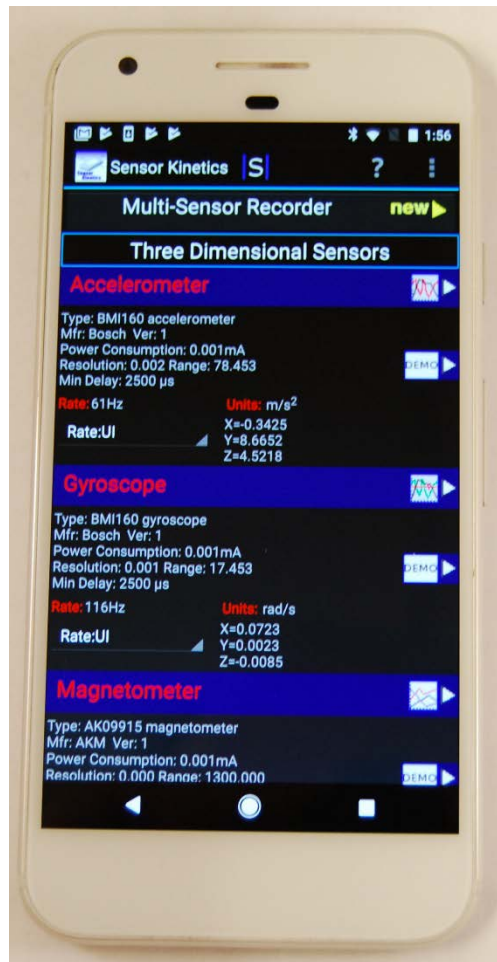 1:56
Sensor Kinetics |S| ?
Multi-Sensor Recorder new
Three Dimensional Sensors
Accelerometer
Type: BMI160 accelerometer
Mfr: Bosch Ver: 1
Power Consumption: 0.001mA
Resolution: 0.002 Range: 78.453
DEMO
Min Delay: 2500 µs
Rate: 61Hz Units: m/s²
Rate:UI
X=-0.3425
Y=8.6652
Z=4.5218
Gyroscope
Type: BMI160 gyroscope
Mfr: Bosch Ver: 1
Power Consumption: 0.001mA
Resolution: 0.001 Range: 17.453
DEMO
Min Delay: 2500 µs
Rate: 116Hz Units: rad/s
Rate:UI
X=0.0723
Y=0.0023
Z=-0.0085
Magnetometer
Type: AK09915 magnetometer
Mfr: AKM Ver: 1
Power Consumption: 0.001mA
Resolution: 0.000 Range: 1300.000
DEMO